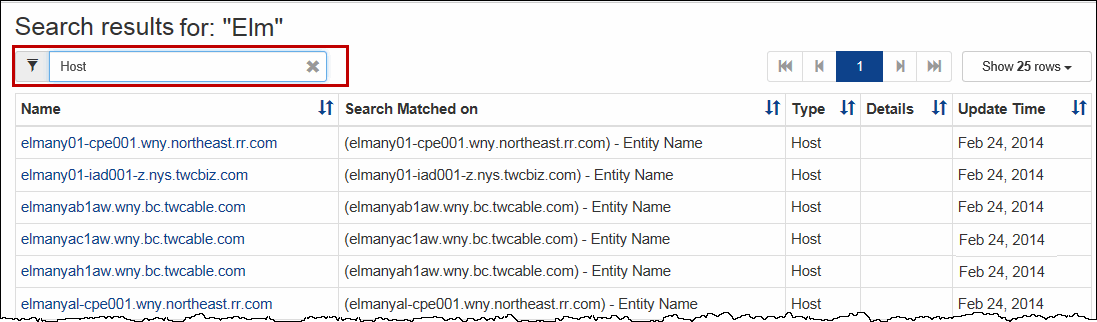 Search results for: "Elm"
Host
1
Show 25 rows
Name Search Matched on Type Details Update Time
elmany01-cpe001.wny.northeast.rr.com (elmany01-cpe001.wny.northeast.rr.com) - Entity Name Host Feb 24, 2014
elmany01-iad001-z.nys.twcbiz.com (elmany01-iad001-z.nys.twcbiz.com) - Entity Name Host Feb 24, 2014
elmanyab1aw.wny.bc.twcable.com (elmanyab1aw.wny.bc.twcable.com) - Entity Name Host Feb 24, 2014
elmanyac1aw.wny.bc.twcable.com (elmanyac1aw.wny.bc.twcable.com) - Entity Name Host Feb 24, 2014
elmanyah1aw.wny.bc.twcable.com (elmanyah1aw.wny.bc.twcable.com) - Entity Name Host Feb 24, 2014
elmanyal-cpe001.wny.northeast.rr.com (elmanyal-cpe001.wny.northeast.rr.com) - Entity Name Host Feb 24, 2014